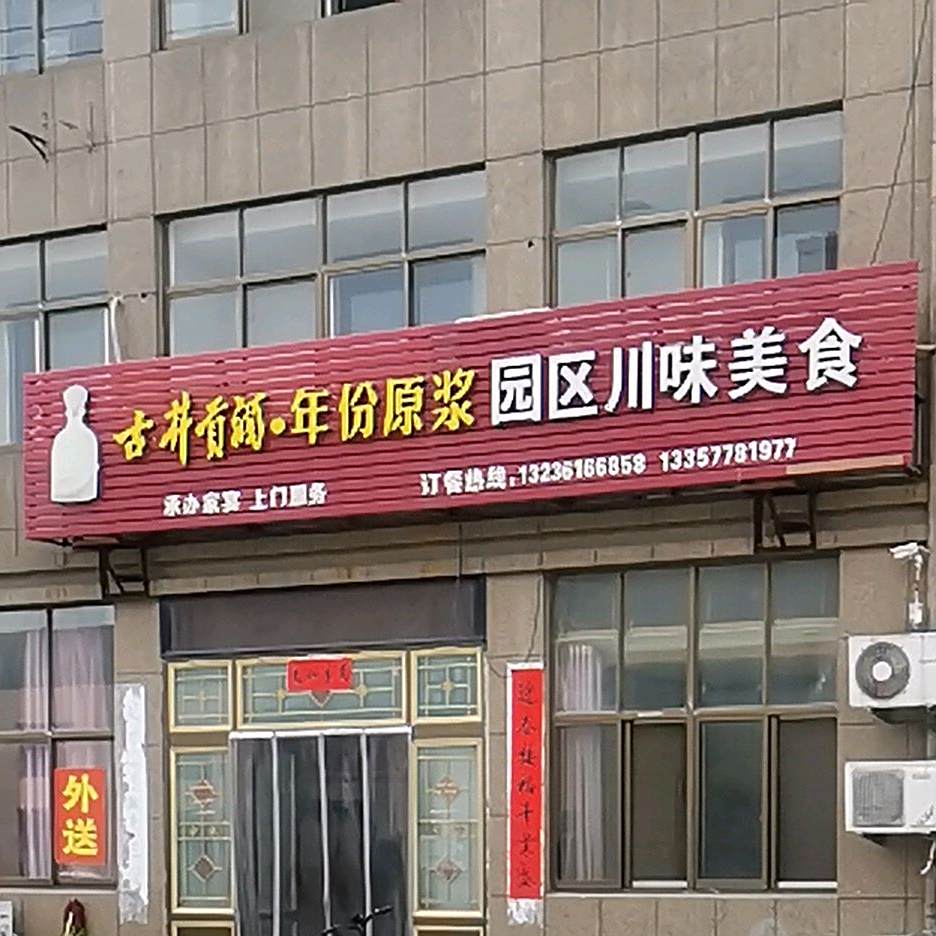 古井贡酒·年份原浆 园区川味美食
承办家宴 上门服务 订餐热线:13236166858 13357781977
外送